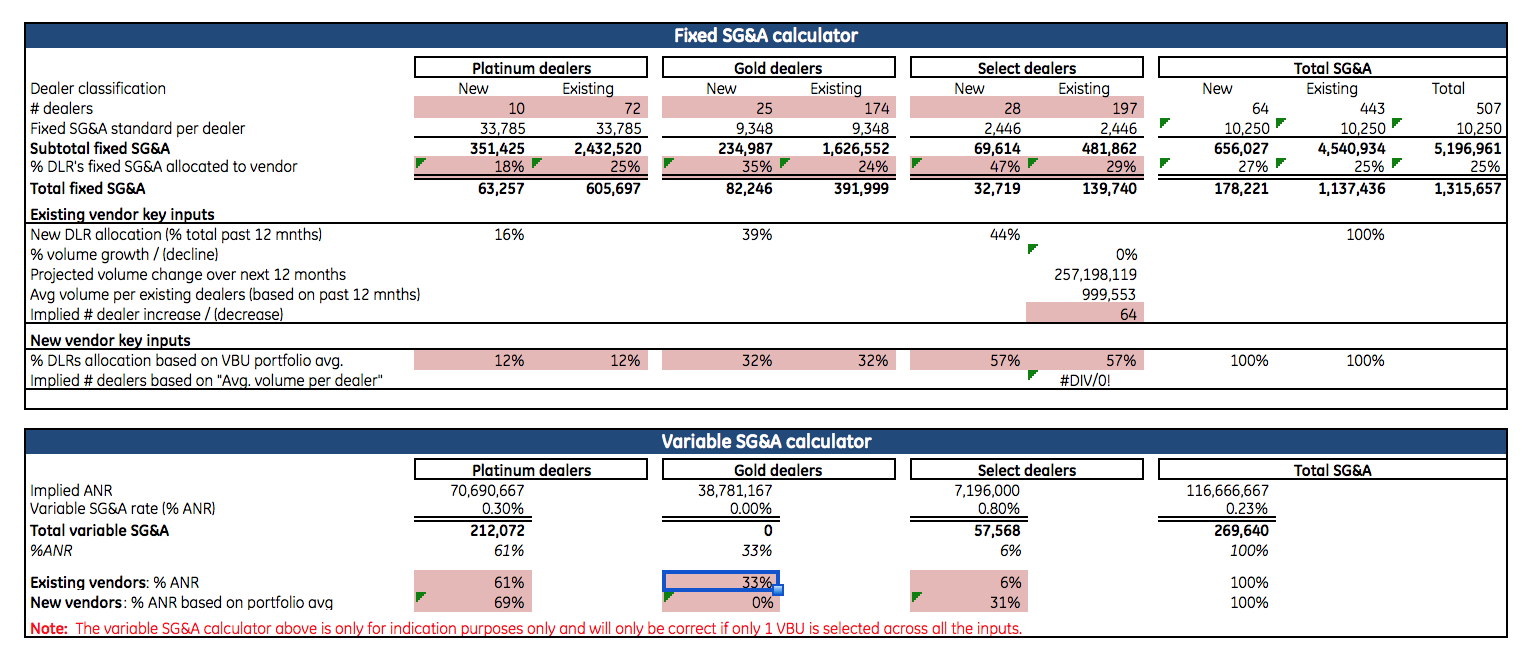 Fixed SG&A calculator
Platinum dealers Gold dealers Select dealers Total SG&A
Dealer classification New Existing New Existing New Existing New Existing Total
# dealers 10 72 25 174 28 197 64 443 507
Fixed SG&A standard per dealer 33,785 33,785 9,348 9,348 2,446 2,446 10,250 10,250 10,250
Subtotal fixed SG&A 351,425 2,432,520 234,987 1,626,552 69,614 481,862 656,027 4,540,934 5,196,961
% DLR's fixed SG&A allocated to vendor 18% 25% 35% 24% 47% 29% 27% 25% 25%
Total fixed SG&A 63,257 605,697 82,246 391,999 32,719 139,740 178,221 1,137,436 1,315,657
Existing vendor key inputs
New DLR allocation (% total past 12 mnths) 16% 39% 44% 100%
% volume growth / (decline) 0%
Projected volume change over next 12 months 257,198,119
Avg volume per existing dealers (based on past 12 mnths) 999,553
Implied # dealer increase / (decrease) 64
New vendor key inputs
% DLRs allocation based on VBU portfolio avg. 12% 12% 32% 32% 57% 57% 100% 100%
Implied # dealers based on "Avg. volume per dealer" #DIV/0!
Variable SG&A calculator
Platinum dealers Gold dealers Select dealers Total SG&A
Implied ANR 70,690,667 38,781,167 7,196,000 116,666,667
Variable SG&A rate (% ANR) 0.30% 0.00% 0.80% 0.23%
Total variable SG&A 212,072 0 57,568 269,640
%ANR 61% 33% 6% 100%
Existing vendors: % ANR 61% 33% 6% 100%
New vendors: % ANR based on portfolio avg 69% 0% 31% 100%
Note: The variable SG&A calculator above is only for indication purposes only and will only be correct if only 1 VBU is selected across all the inputs.